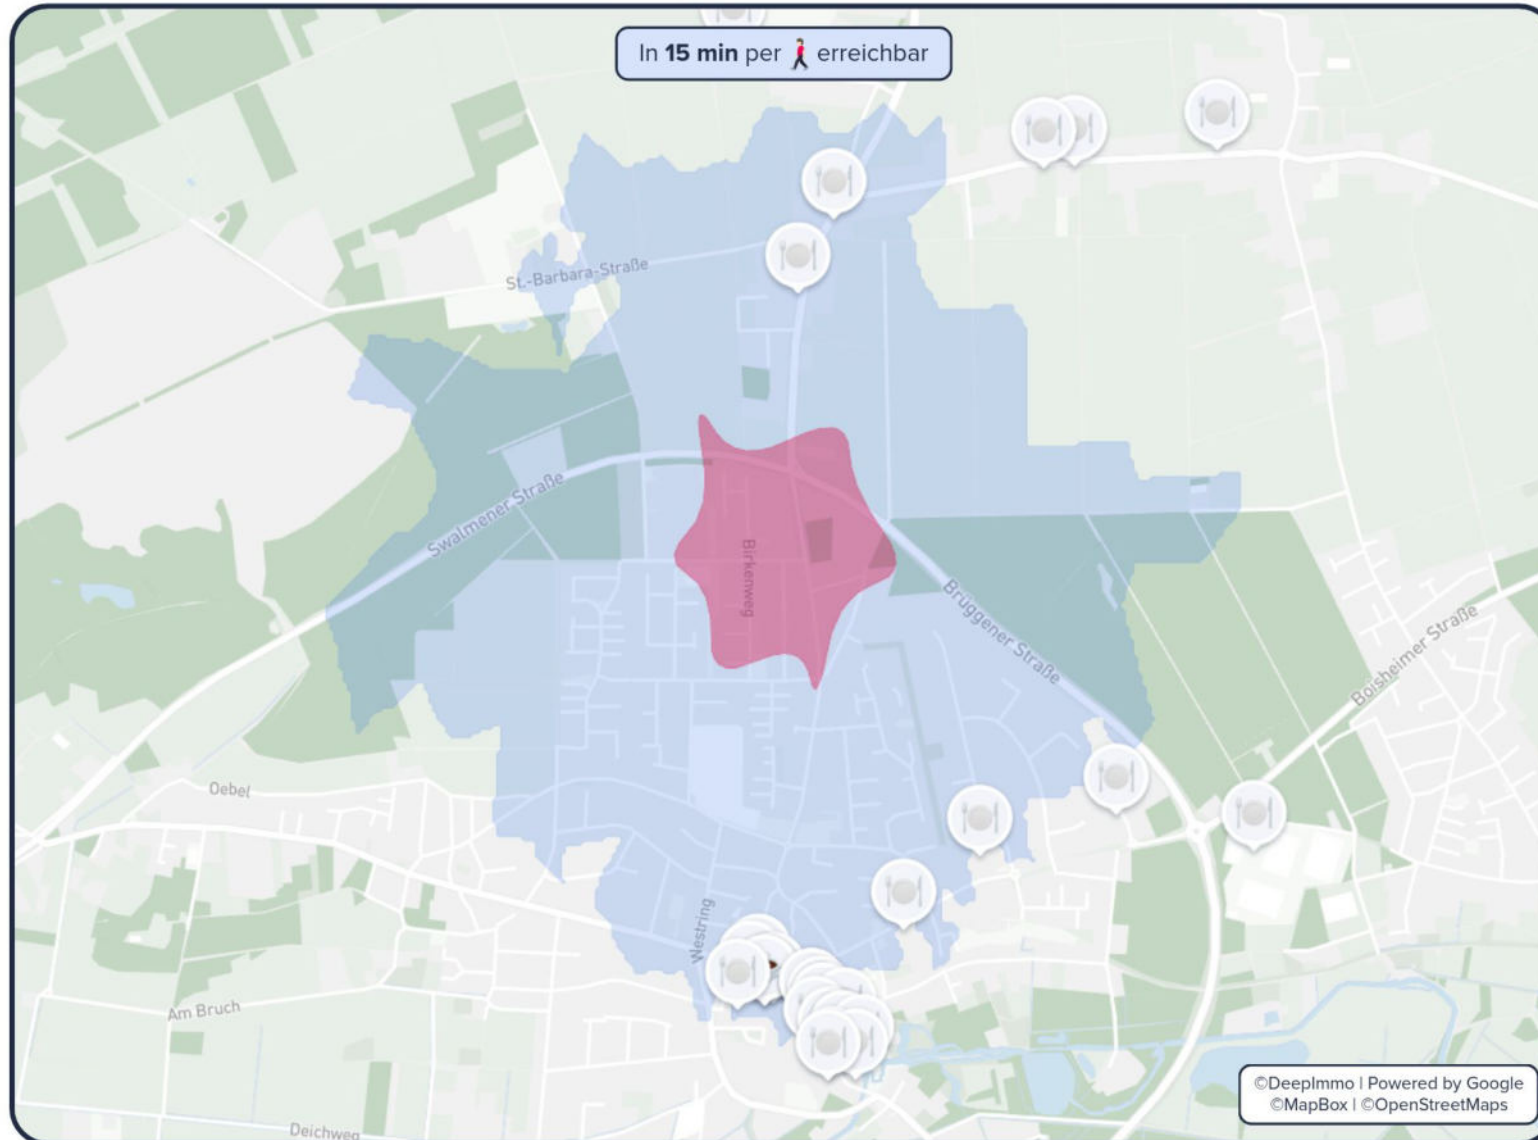 In 15 min per erreichbar
St.-Barbara-Straße
Swalmener Straße
Birkenweg
Brüggener Straße
Boisheimer Straße
Oebel
Westring
Am Bruch
Deichweg
©DeepImmo | Powered by Google
©MapBox | ©OpenStreetMaps